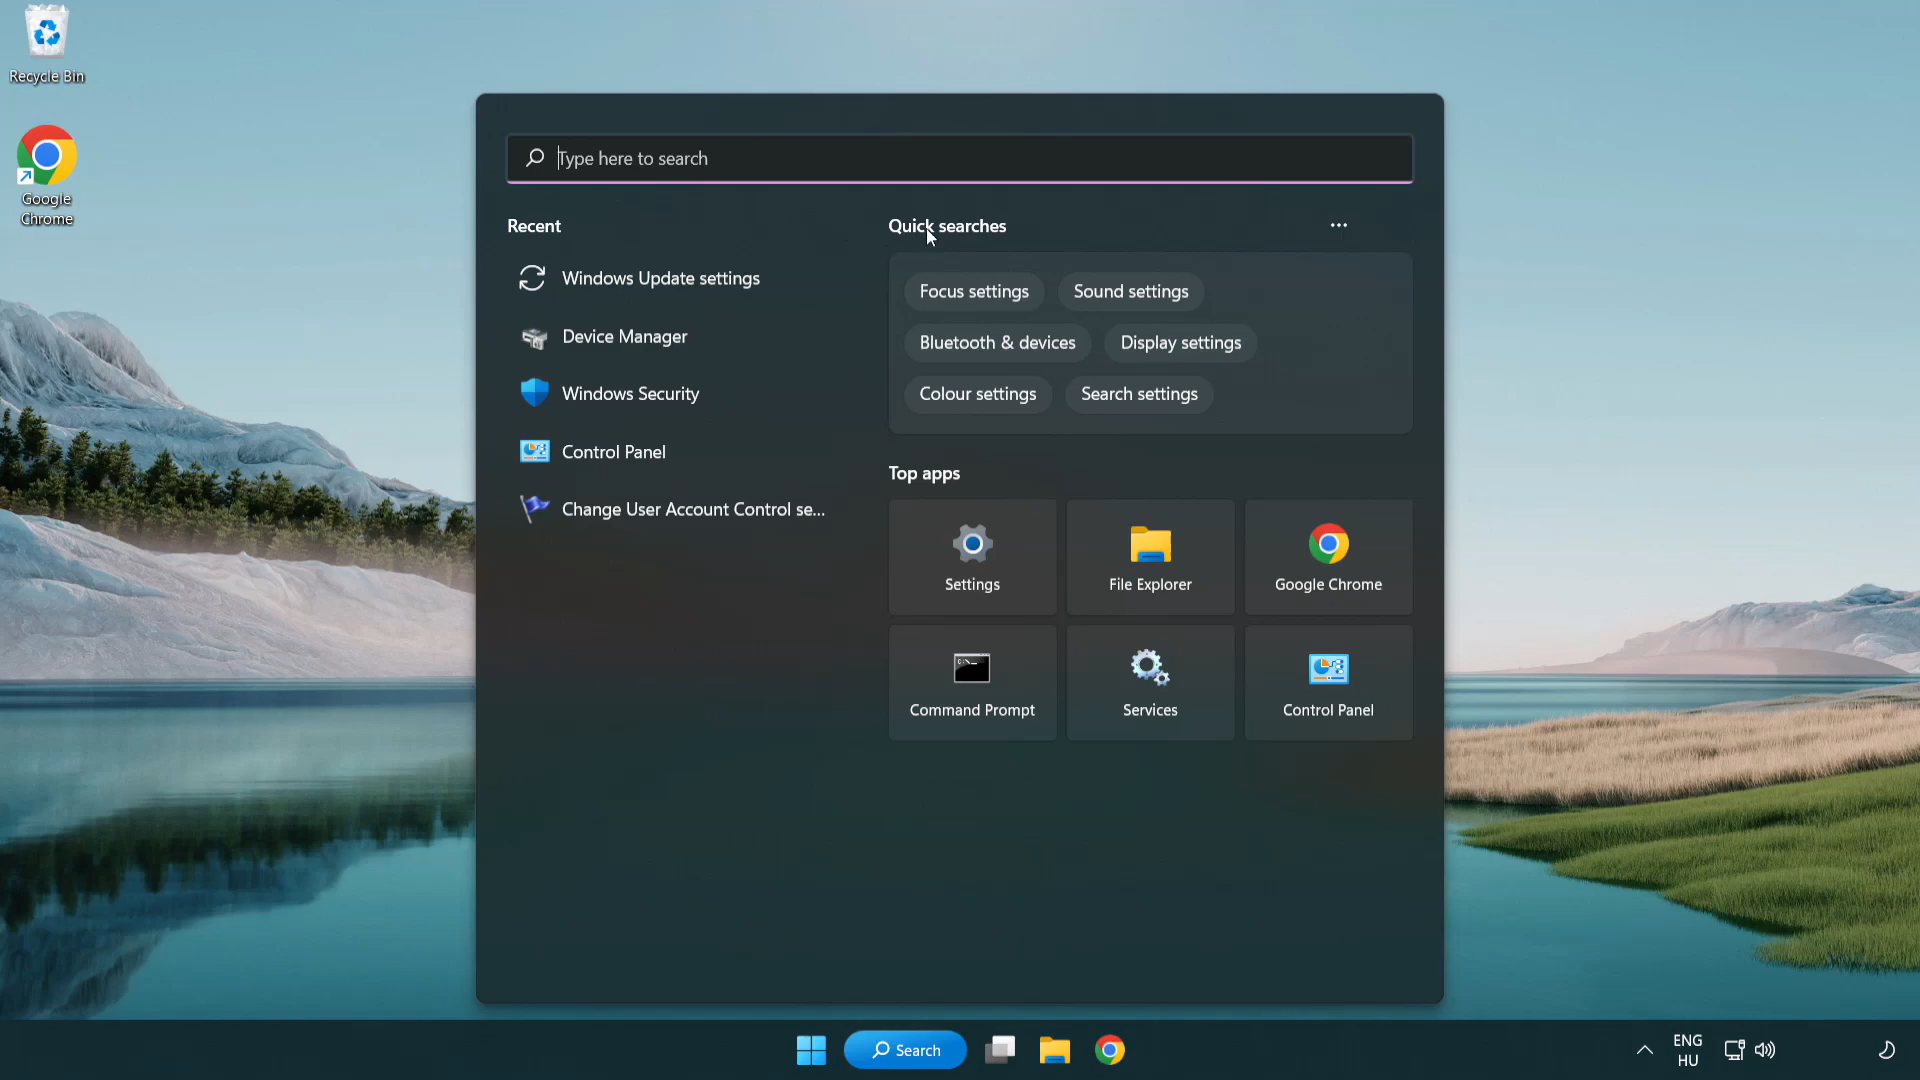 Recycle Bin
Google
Chrome
Type here to search
Recent
Windows Update settings
Device Manager
Windows Security
Control Panel
Change User Account Control se...
Quick searches
Focus settings
Sound settings
Bluetooth & devices
Display settings
Colour settings
Search settings
Top apps
Settings
File Explorer
Google Chrome
Command Prompt
Services
Control Panel
Search
ENG
HU